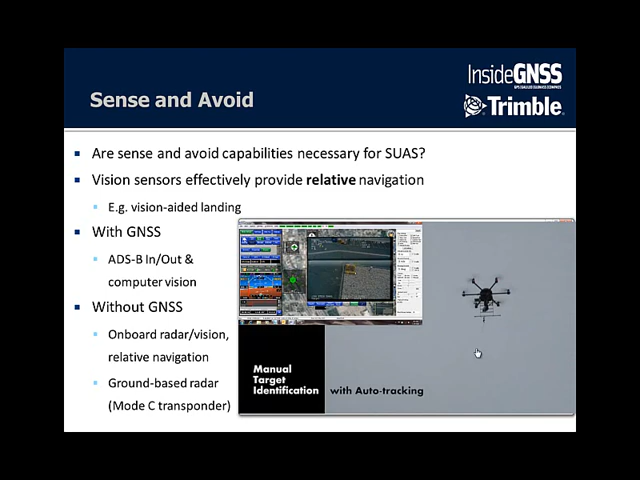 InsideGNSS
Trimble
Sense and Avoid
Are sense and avoid capabilities necessary for SUAS?
Vision sensors effectively provide relative navigation
E.g. vision-aided landing
With GNSS
ADS-B In/Out &
computer vision
Without GNSS
Onboard radar/vision,
relative navigation
Ground-based radar
(Mode C transponder)
Manual
Target
Identification
with Auto-tracking